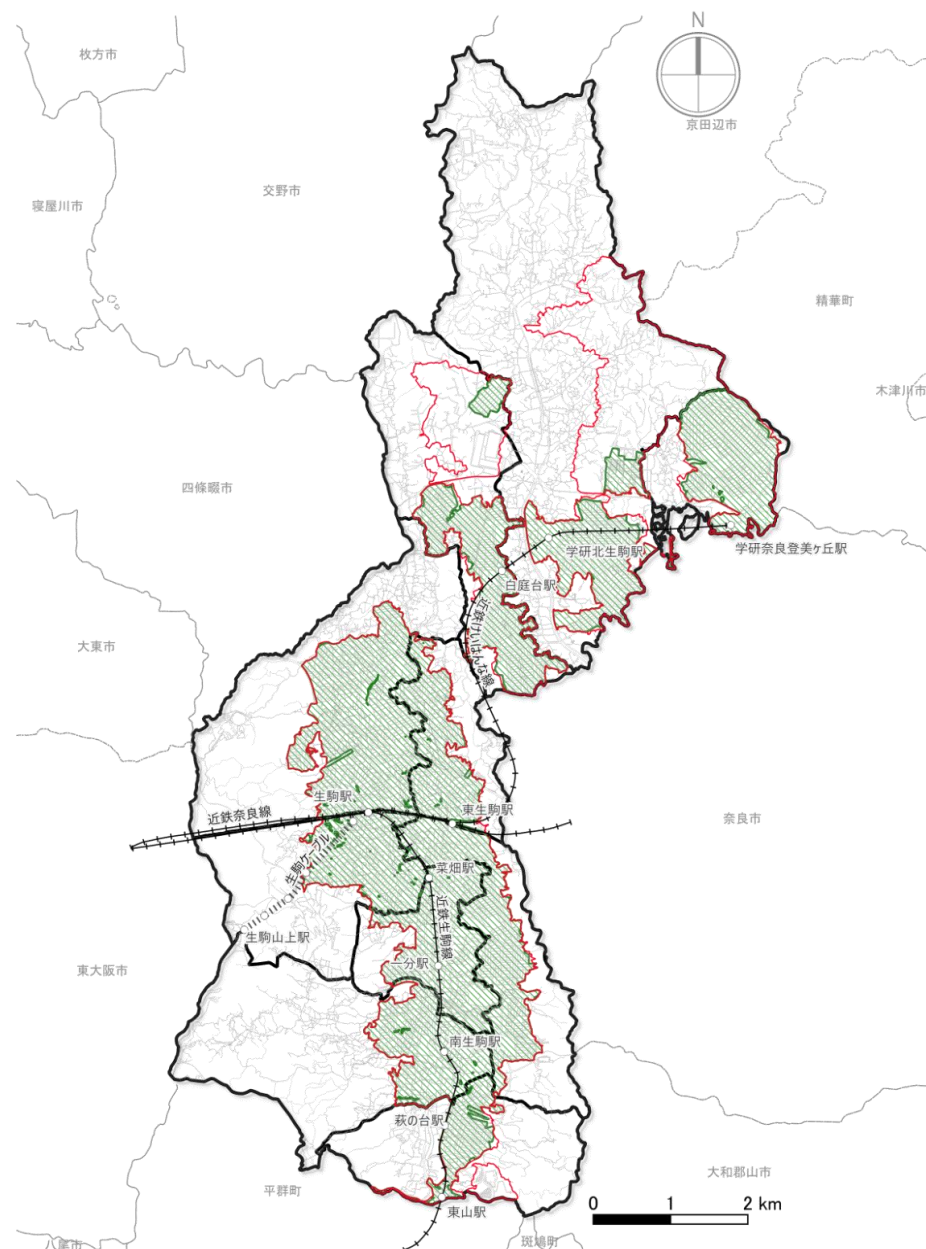 N
枚方市
京田辺市
交野市
寝屋川市
精華町
木津川市
四條畷市
学研奈良登美ヶ丘駅
学研北生駒駅
白庭台駅
近鉄けいはんな線
大東市
生駒駅
東生駒駅
近鉄奈良線
奈良市
生駒ケーブル
菜畑駅
近鉄生駒線
生駒山上駅
一分駅
東大阪市
南生駒駅
萩の台駅
平群町
大和郡山市
東山駅
0 1 2 km
八尾市
斑鳩町